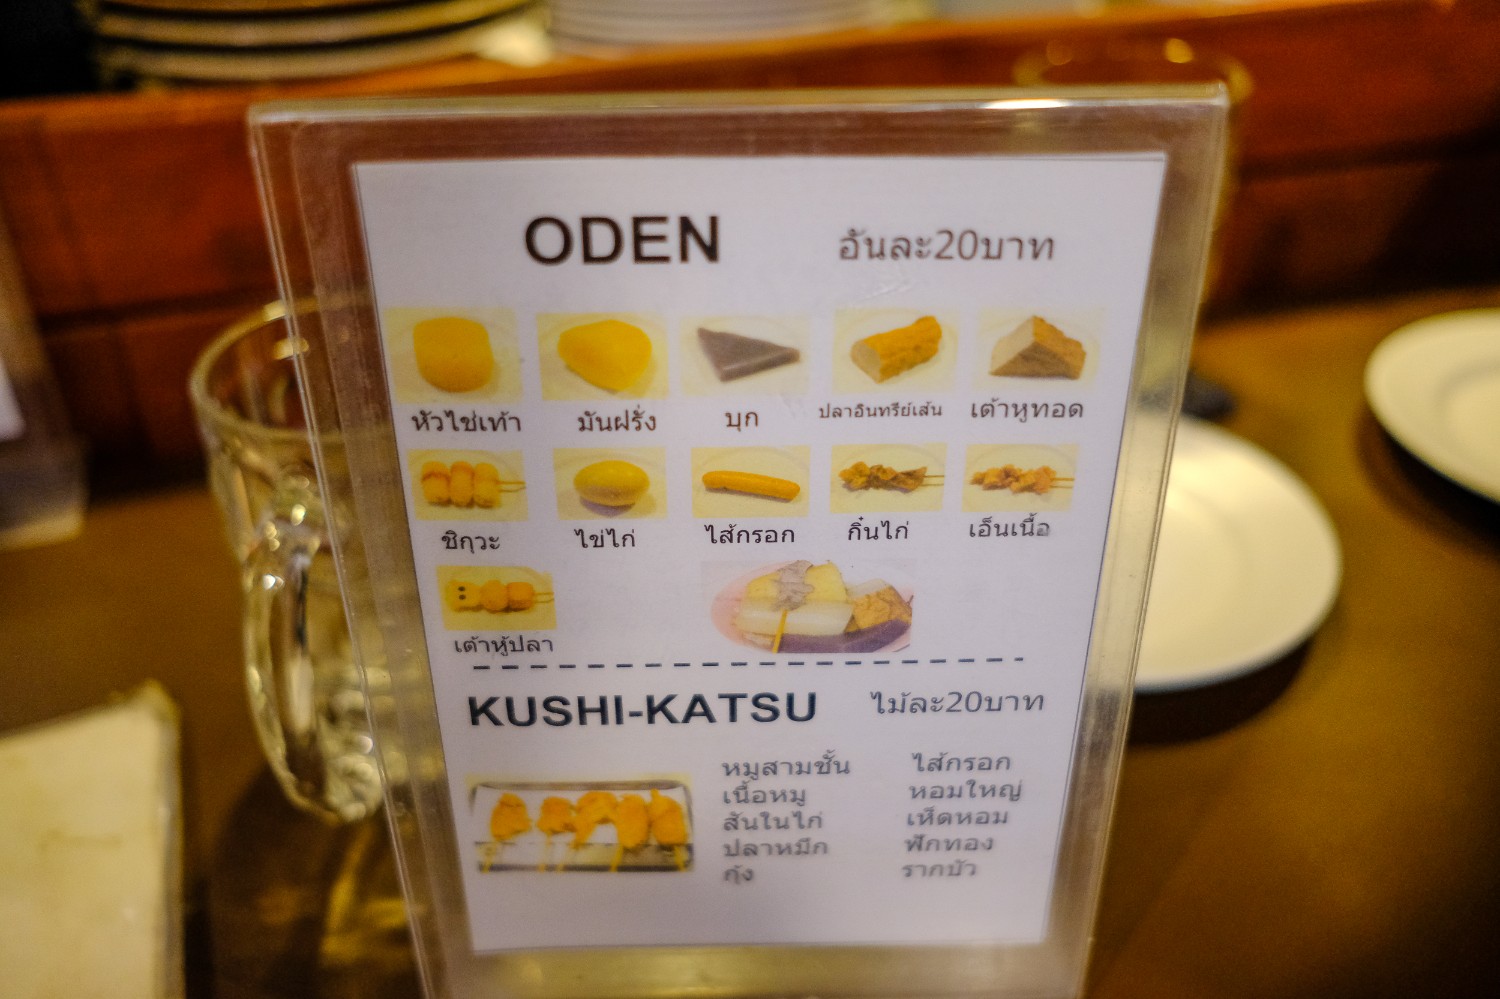 ODEN อันละ20บาท
หัวไชเท้า มันฝรั่ง บุก ปลาอินทรีย์เส้น เต้าหูทอด
ชิกุวะ ไข่ไก่ ไส้กรอก กึ๋นไก่ เอ็นเนื้อ
เต้าหู้ปลา
KUSHI-KATSU ไม้ละ20บาท
หมูสามชั้น ไส้กรอก
เนื้อหมู หอมใหญ่
สันในไก่ เห็ดหอม
ปลาหมึก ฟักทอง
กุ้ง รากบัว